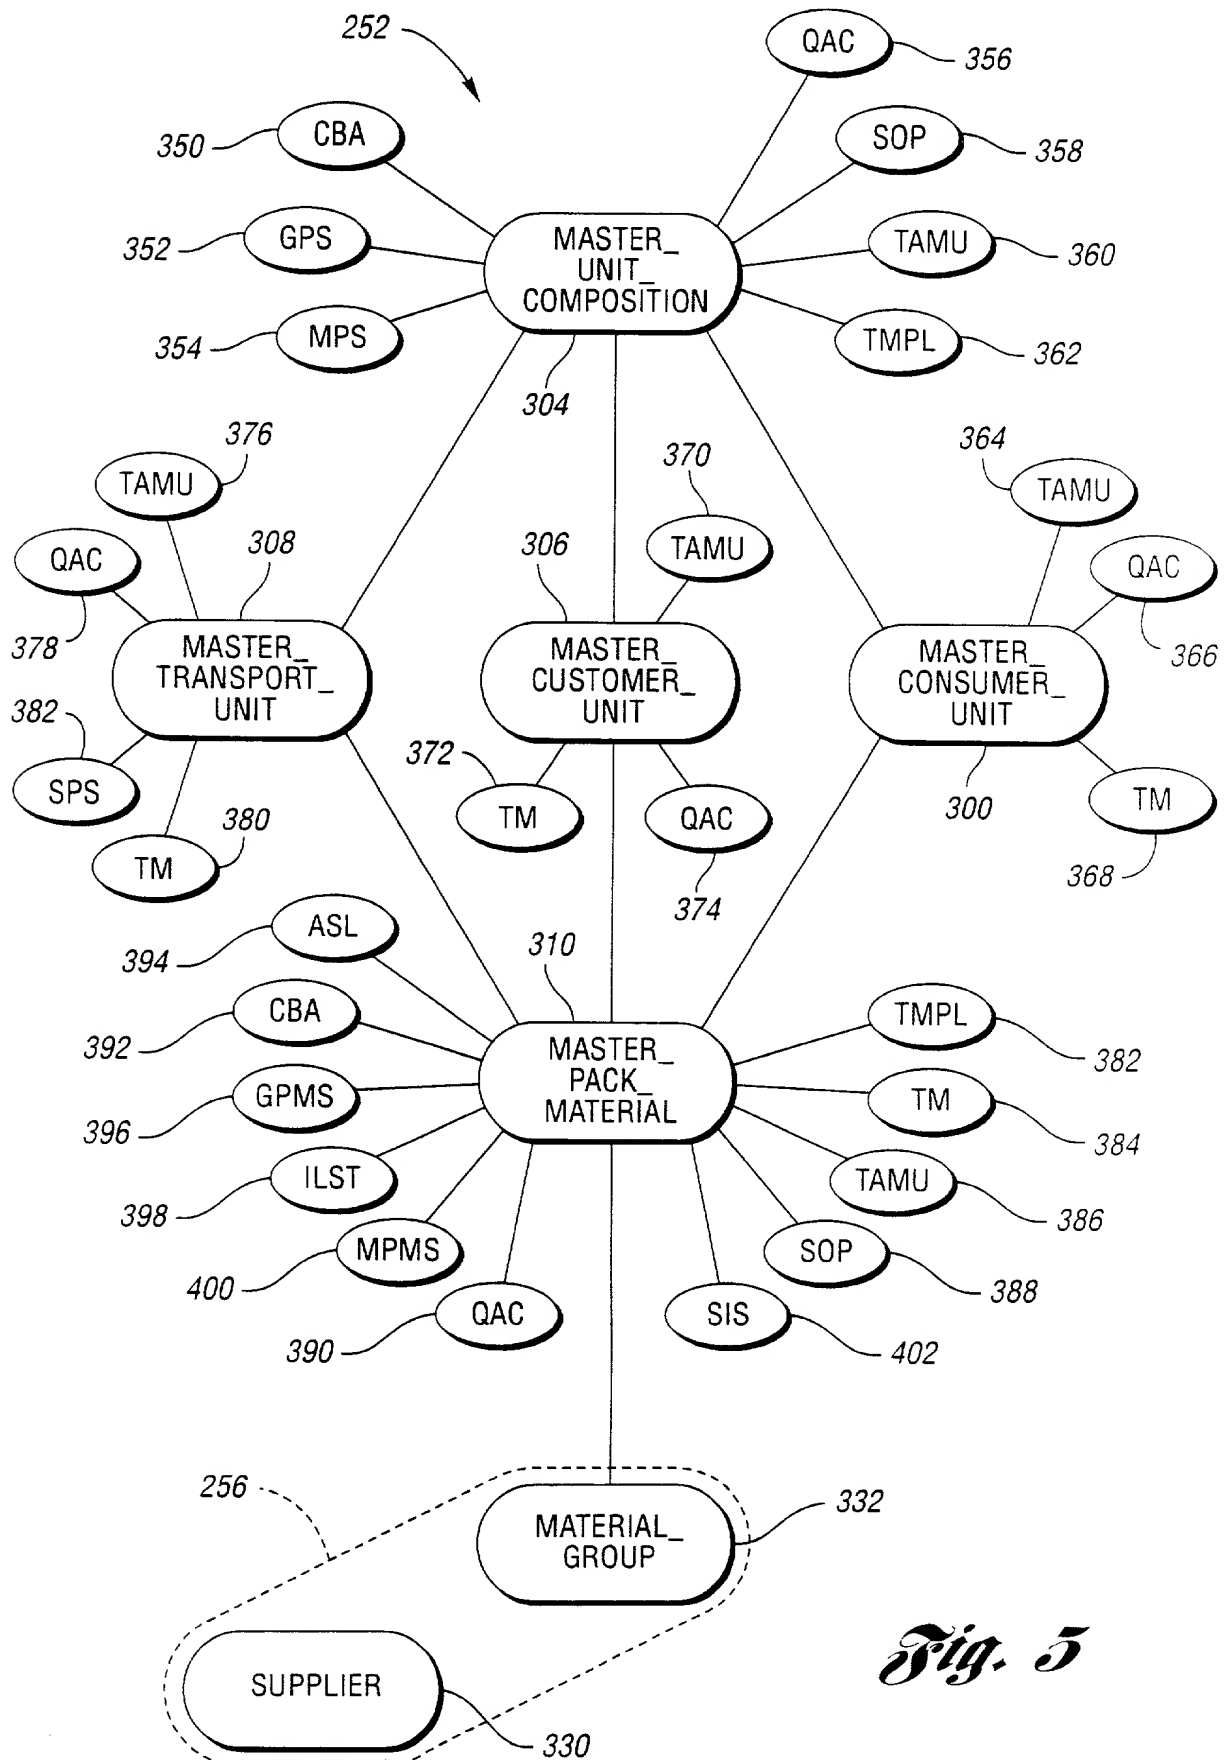 252
QAC
356
CBA
350
SOP
358
GPS
352
MASTER_
UNIT_
COMPOSITION
TAMU
360
MPS
354
TMPL
362
304
376
370
364
TAMU
TAMU
QAC
308
306
TAMU
QAC
378
366
MASTER_
TRANSPORT_
UNIT
MASTER_
CUSTOMER_
UNIT
MASTER_
CONSUMER_
UNIT
382
SPS
372
TM
QAC
300
TM
380
TM
374
368
ASL
394
310
CBA
392
TMPL
382
MASTER_
PACK_
MATERIAL
GPMS
396
TM
384
ILST
398
TAMU
386
MPMS
400
SOP
388
QAC
390
SIS
402
256
332
MATERIAL_
GROUP
SUPPLIER
330
Fig. 5